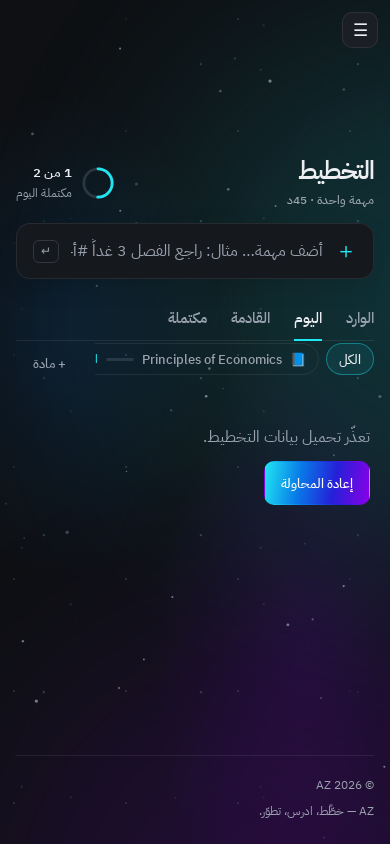 ☰
التخطيط
مهمة واحدة · 45د
1 من 2
مكتملة اليوم
+ أضف مهمة... مثال: راجع الفصل 3 غداً #أ ↵
الوارد اليوم القادمة مكتملة
الكل 📘 Principles of Economics + مادة
تعذّر تحميل بيانات التخطيط.
إعادة المحاولة
© 2026 AZ
AZ — خطّط، ادرس، تطوّر.